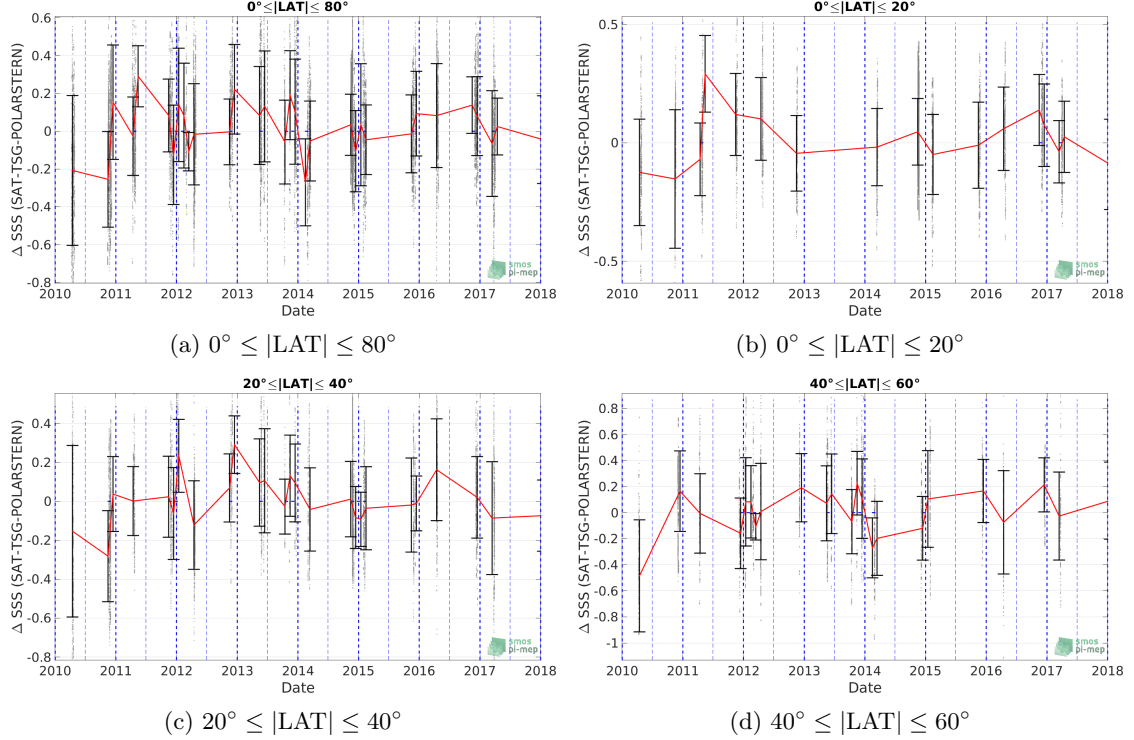 0°≤|LAT|≤ 80°
Δ SSS (SAT-TSG-POLARSTERN)
0.6
0.4
0.2
0
-0.2
-0.4
-0.6
-0.8
2010 2011 2012 2013 2014 2015 2016 2017 2018
Date
smos
pi-mep
(a) 0° ≤ |LAT| ≤ 80°
0°≤|LAT|≤ 20°
Δ SSS (SAT-TSG-POLARSTERN)
0.5
0
-0.5
2010 2011 2012 2013 2014 2015 2016 2017 2018
Date
smos
pi-mep
(b) 0° ≤ |LAT| ≤ 20°
20°≤|LAT|≤ 40°
Δ SSS (SAT-TSG-POLARSTERN)
0.4
0.2
0
-0.2
-0.4
-0.6
-0.8
2010 2011 2012 2013 2014 2015 2016 2017 2018
Date
smos
pi-mep
(c) 20° ≤ |LAT| ≤ 40°
40°≤|LAT|≤ 60°
Δ SSS (SAT-TSG-POLARSTERN)
0.8
0.6
0.4
0.2
0
-0.2
-0.4
-0.6
-0.8
-1
2010 2011 2012 2013 2014 2015 2016 2017 2018
Date
smos
pi-mep
(d) 40° ≤ |LAT| ≤ 60°